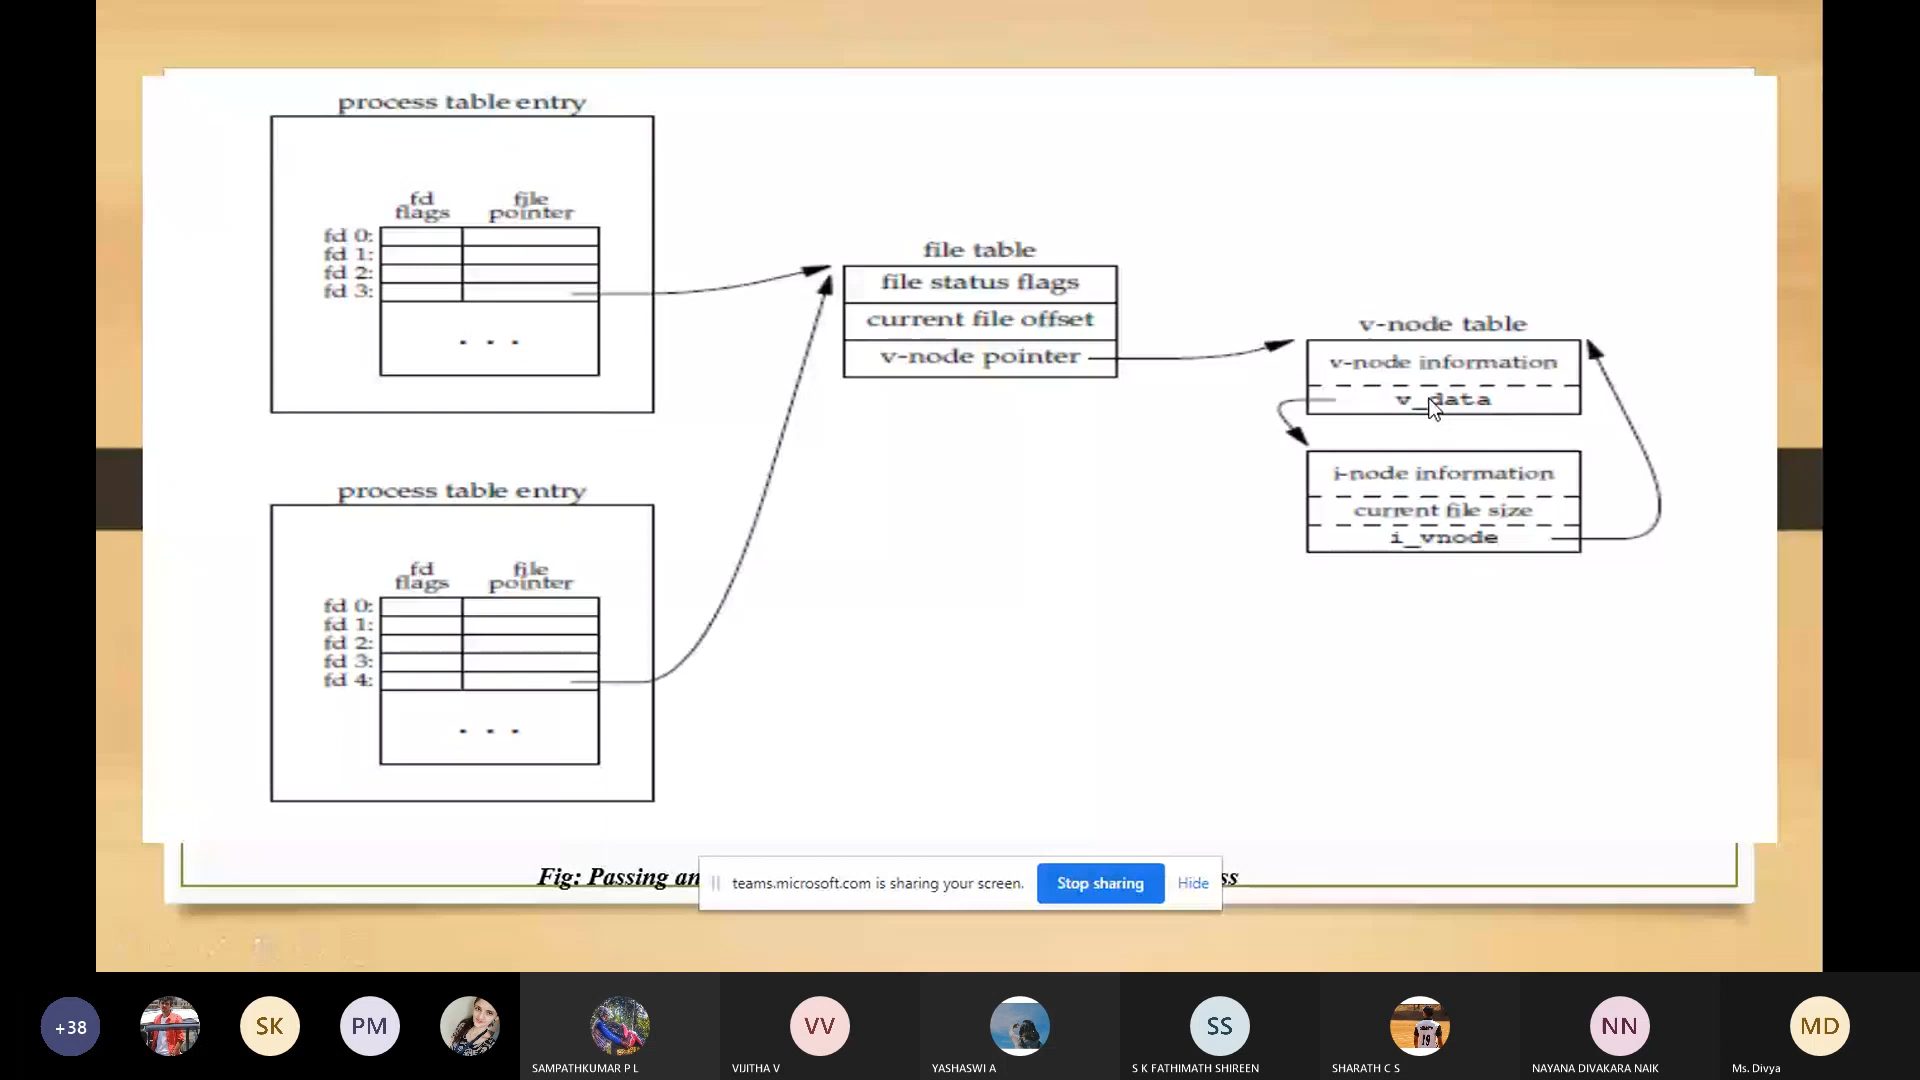 process table entry
fd
flags
file
pointer
fd 0:
fd 1:
fd 2:
fd 3:
. . .
file table
file status flags
current file offset
v-node pointer
v-node table
v-node information
v_data
i-node information
current file size
i_vnode
process table entry
fd
flags
file
pointer
fd 0:
fd 1:
fd 2:
fd 3:
fd 4:
. . .
Fig: Passing an
ss
teams.microsoft.com is sharing your screen.
Stop sharing
Hide
+38
SK
PM
VV
SS
19
NN
MD
SAMPATHKUMAR P L
VIJITHA V
YASHASWI A
S K FATHIMATH SHIREEN
SHARATH C S
NAYANA DIVAKARA NAIK
Ms. Divya